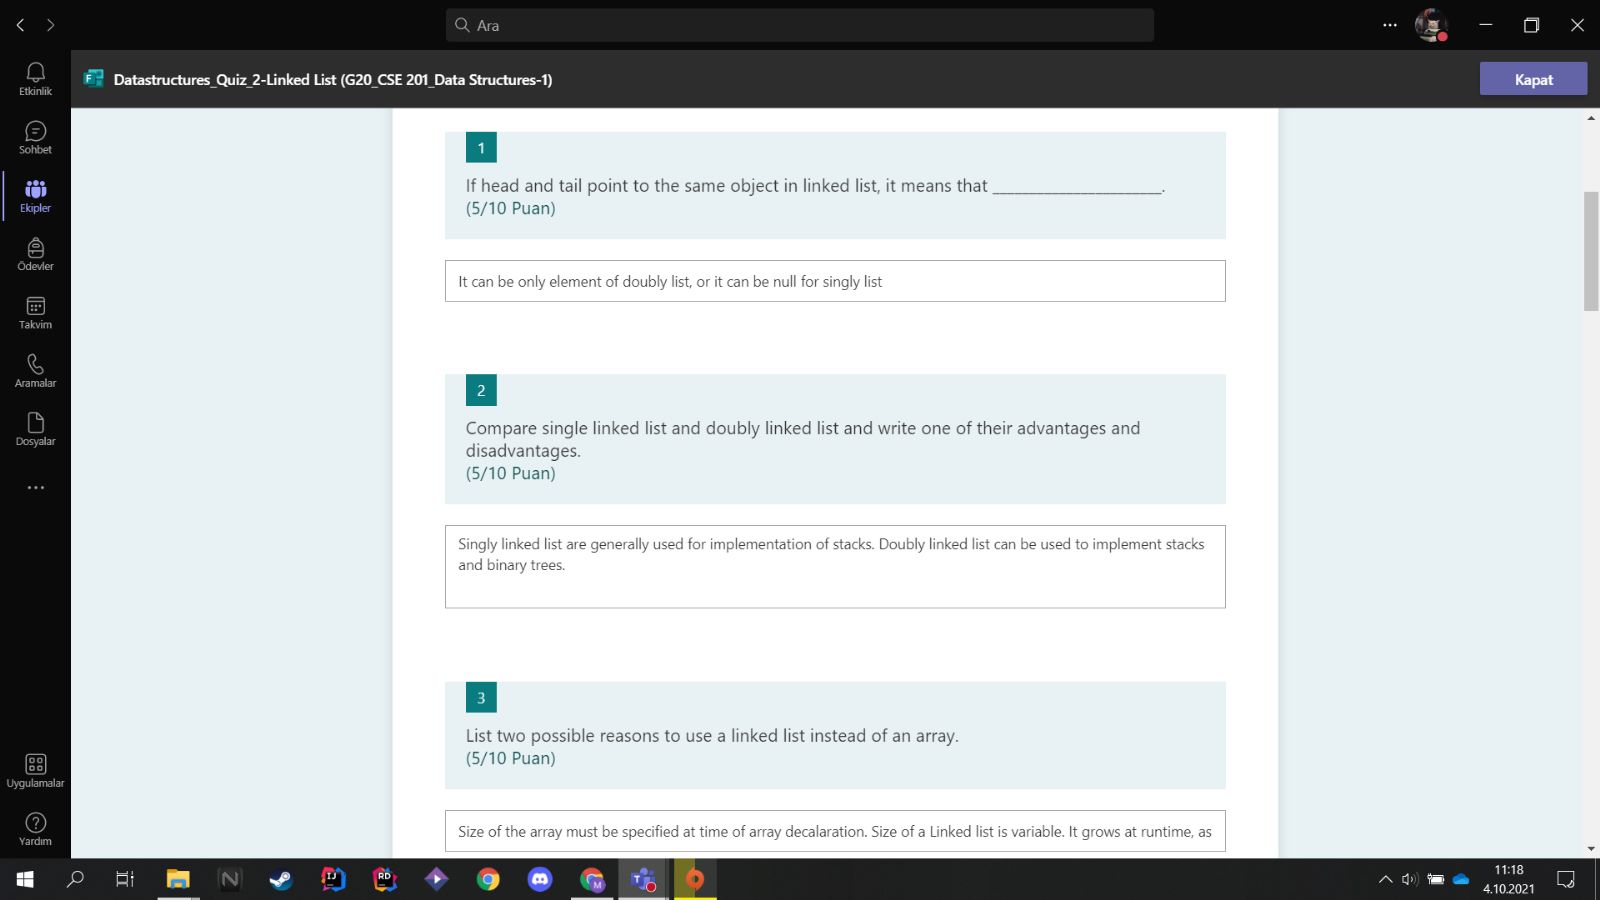 Ara
Etkinlik
Sohbet
Ekipler
Ödevler
Takvim
Aramalar
Dosyalar
Uygulamalar
Yardım
Datastructures_Quiz_2-Linked List (G20_CSE 201_Data Structures-1)
Kapat
1
If head and tail point to the same object in linked list, it means that ______________________.
(5/10 Puan)
It can be only element of doubly list, or it can be null for singly list
2
Compare single linked list and doubly linked list and write one of their advantages and
disadvantages.
(5/10 Puan)
Singly linked list are generally used for implementation of stacks. Doubly linked list can be used to implement stacks
and binary trees.
3
List two possible reasons to use a linked list instead of an array.
(5/10 Puan)
Size of the array must be specified at time of array decalaration. Size of a Linked list is variable. It grows at runtime, as
11:18
4.10.2021